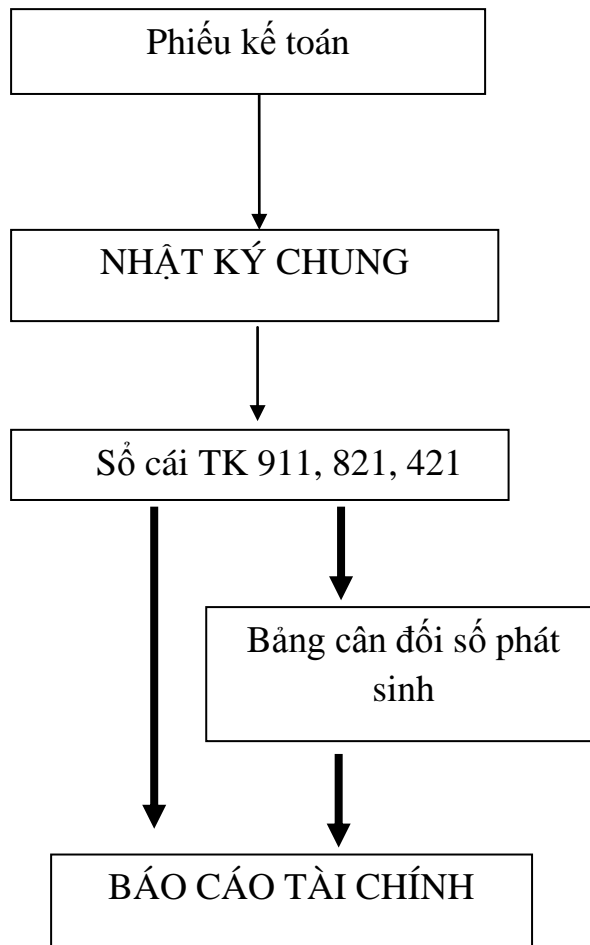 Phiếu kế toán
NHẬT KÝ CHUNG
Sổ cái TK 911, 821, 421
Bảng cân đối số phát
sinh
BÁO CÁO TÀI CHÍNH